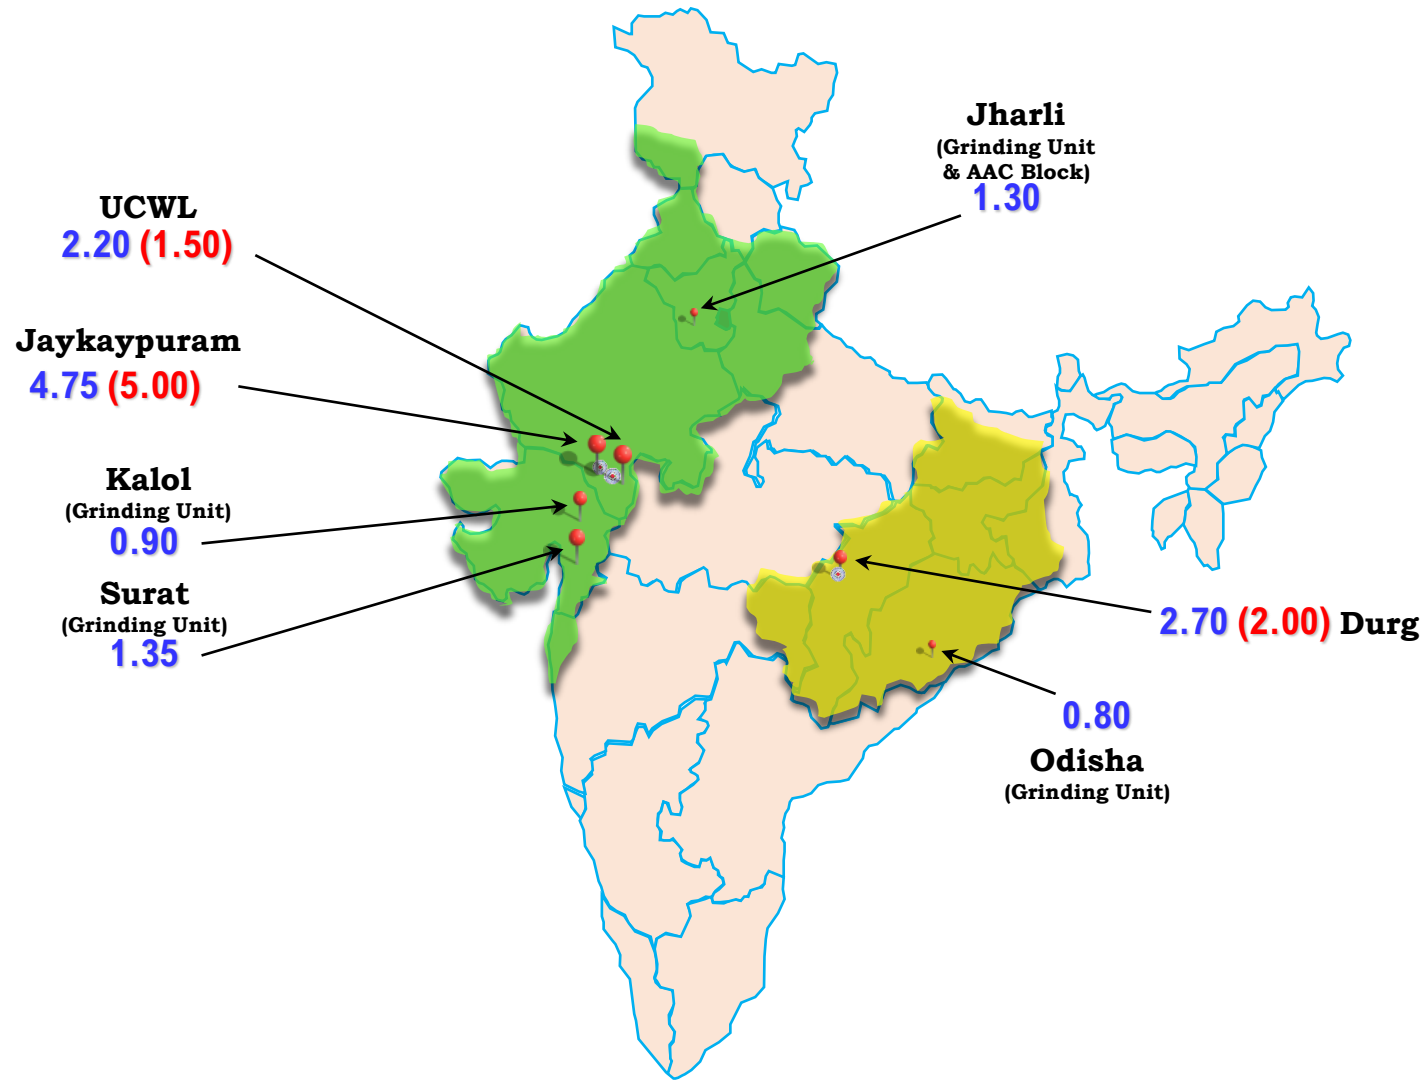 Jharli
(Grinding Unit
& AAC Block)
1.30
UCWL
2.20 (1.50)
Jaykaypuram
4.75 (5.00)
Kalol
(Grinding Unit)
0.90
Surat
(Grinding Unit)
1.35
2.70 (2.00) Durg
0.80
Odisha
(Grinding Unit)